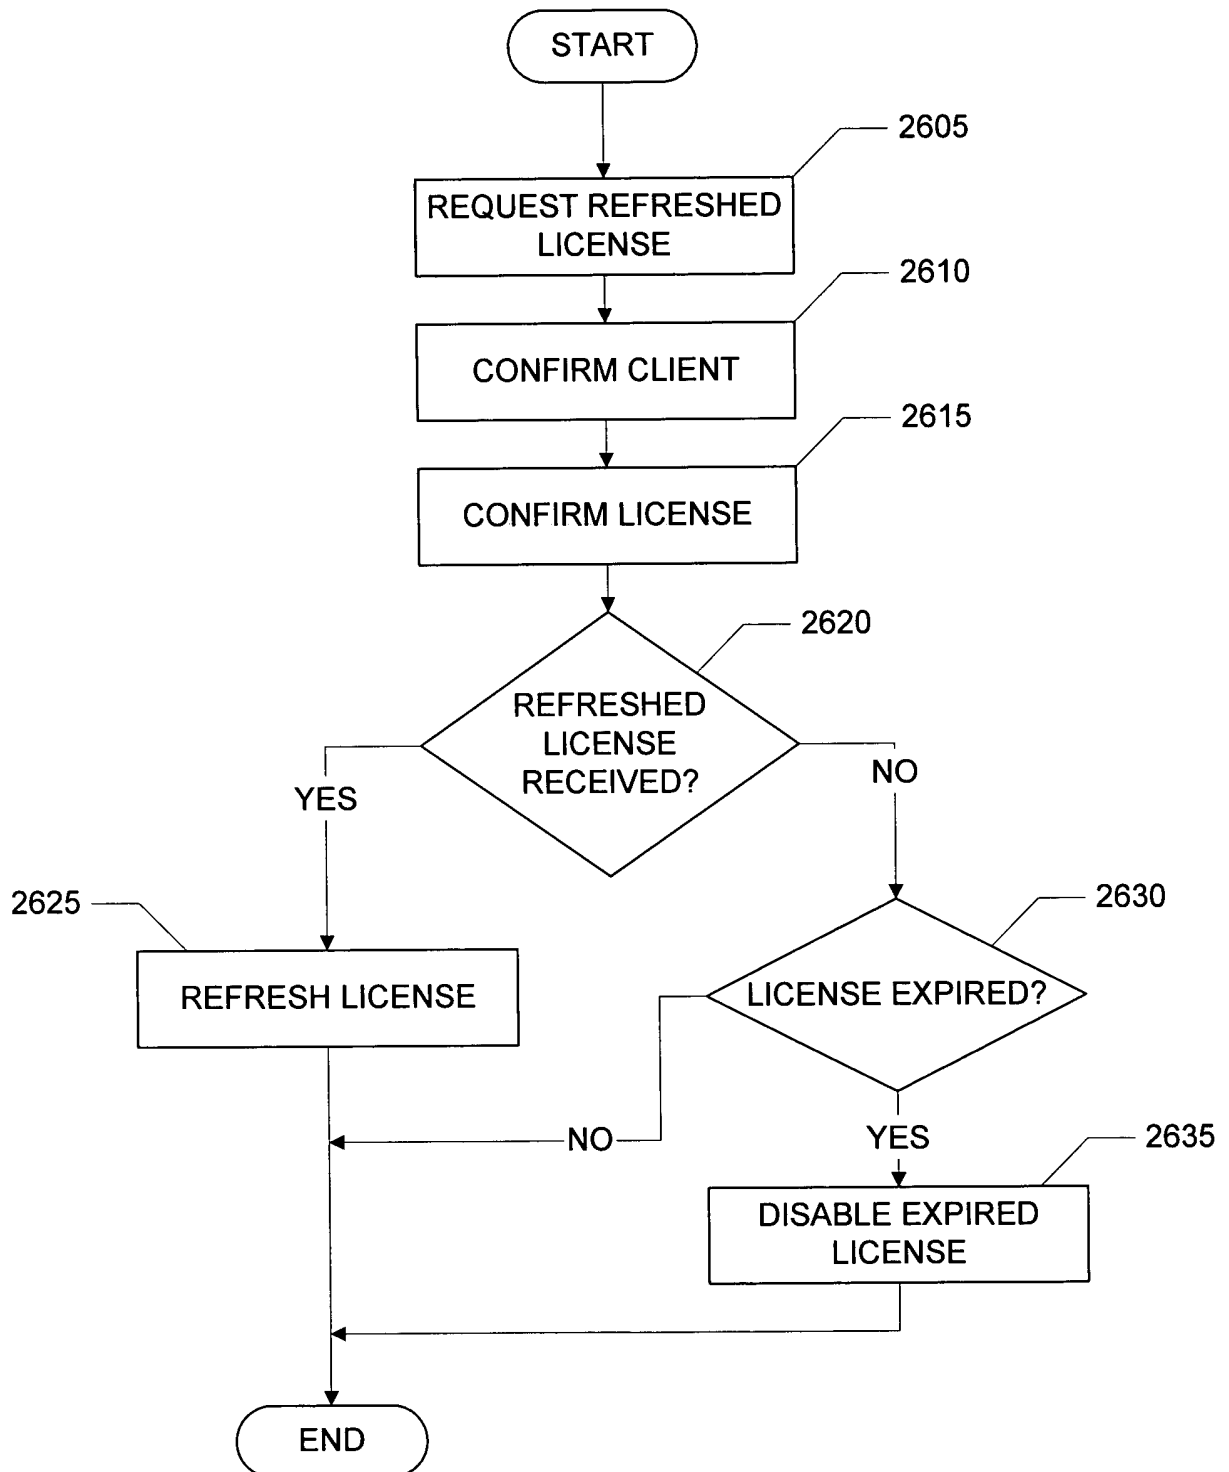 START
2605
REQUEST REFRESHED
LICENSE
2610
CONFIRM CLIENT
2615
CONFIRM LICENSE
2620
REFRESHED
LICENSE
RECEIVED?
YES
NO
2625
REFRESH LICENSE
2630
LICENSE EXPIRED?
NO
YES
2635
DISABLE EXPIRED
LICENSE
END